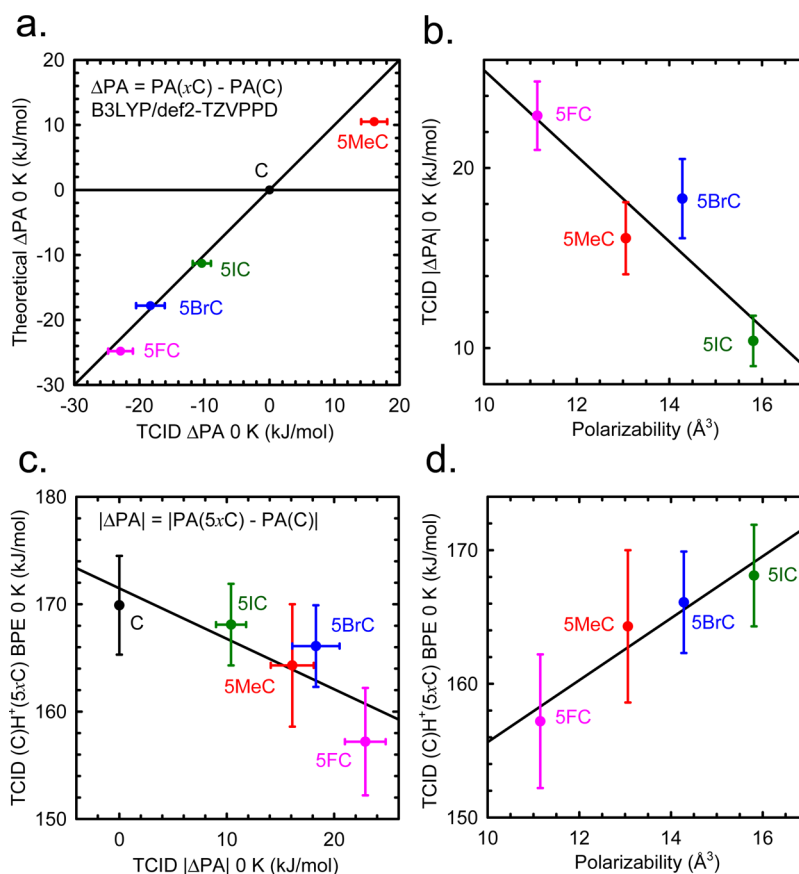 a.
ΔPA = PA(xC) - PA(C)
B3LYP/def2-TZVPPD
5MeC
C
5IC
5BrC
5FC
20
10
0
-10
-20
-30
-30 -20 -10 0 10 20
Theoretical ΔPA 0 K (kJ/mol)
TCID ΔPA 0 K (kJ/mol)
b.
5FC
5BrC
5MeC
5IC
20
10
10 12 14 16
TCID |ΔPA| 0 K (kJ/mol)
Polarizability (Å³)
c.
|ΔPA| = |PA(5xC) - PA(C)|
C
5IC
5BrC
5MeC
5FC
180
170
160
150
0 10 20
TCID (C)H⁺(5xC) BPE 0 K (kJ/mol)
TCID |ΔPA| 0 K (kJ/mol)
d.
5IC
5MeC
5BrC
5FC
170
160
150
10 12 14 16
TCID (C)H⁺(5xC) BPE 0 K (kJ/mol)
Polarizability (Å³)